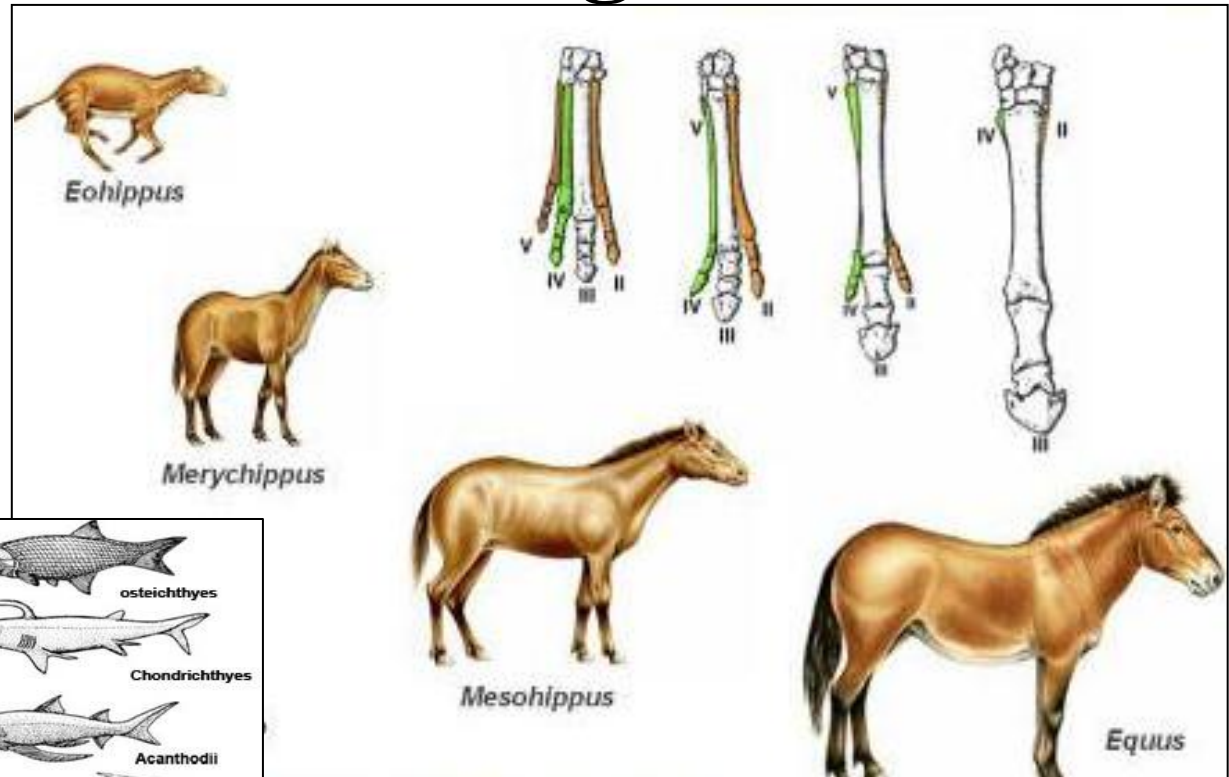 Eohippus
V
IV
III
II
V
IV
III
II
V
IV
III
II
IV
II
III
Merychippus
Mesohippus
Equus
osteichthyes
Chondrichthyes
Acanthodii